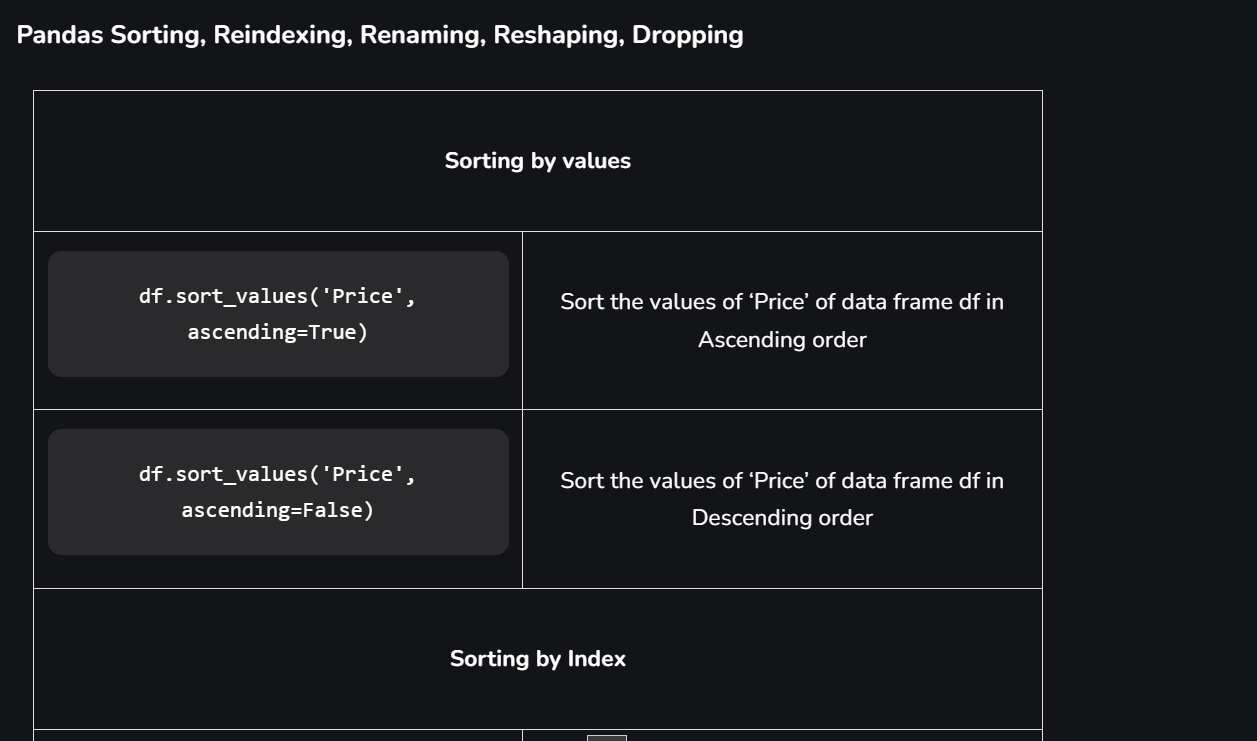 Pandas Sorting, Reindexing, Renaming, Reshaping, Dropping
Sorting by values
df.sort_values('Price',
ascending=True)
Sort the values of ‘Price’ of data frame df in
Ascending order
df.sort_values('Price',
ascending=False)
Sort the values of ‘Price’ of data frame df in
Descending order
Sorting by Index